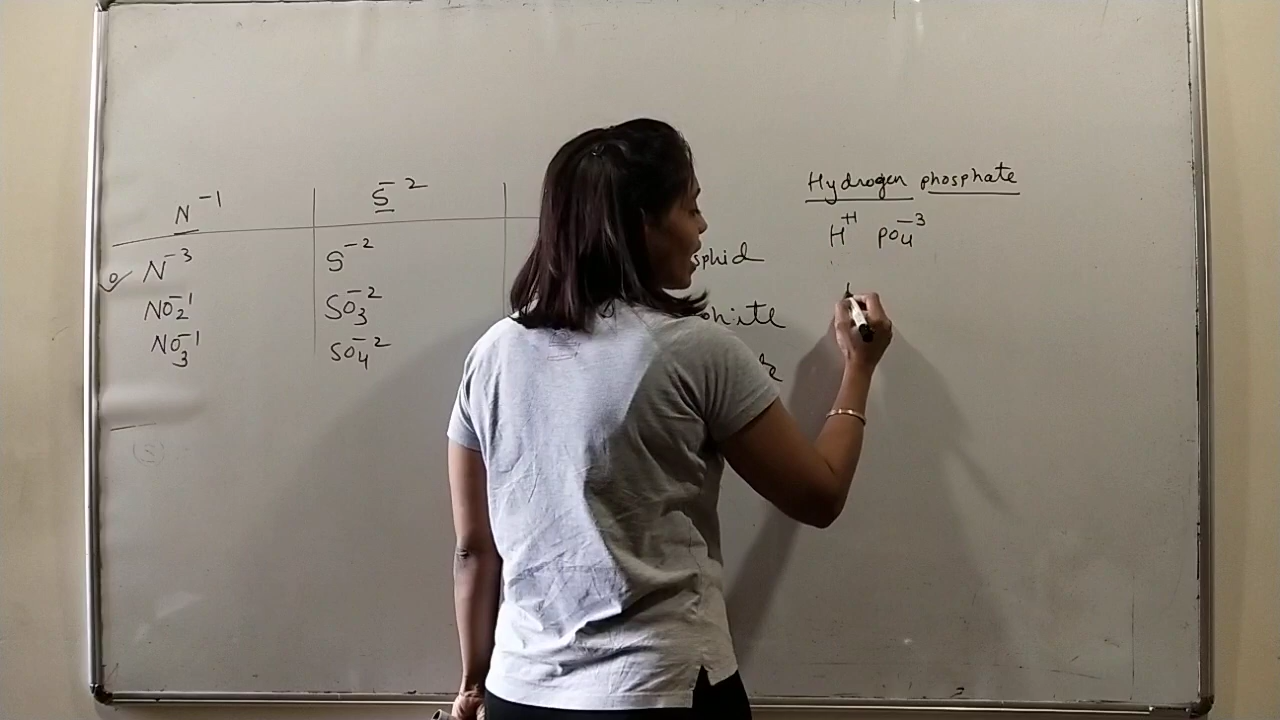 N⁻¹
S⁻²
N⁻³
S⁻²
NO₂⁻¹
SO₃⁻²
NO₃⁻¹
SO₄⁻²
sphid
phite
Hydrogen phosphate
H⁺ PO₄⁻³